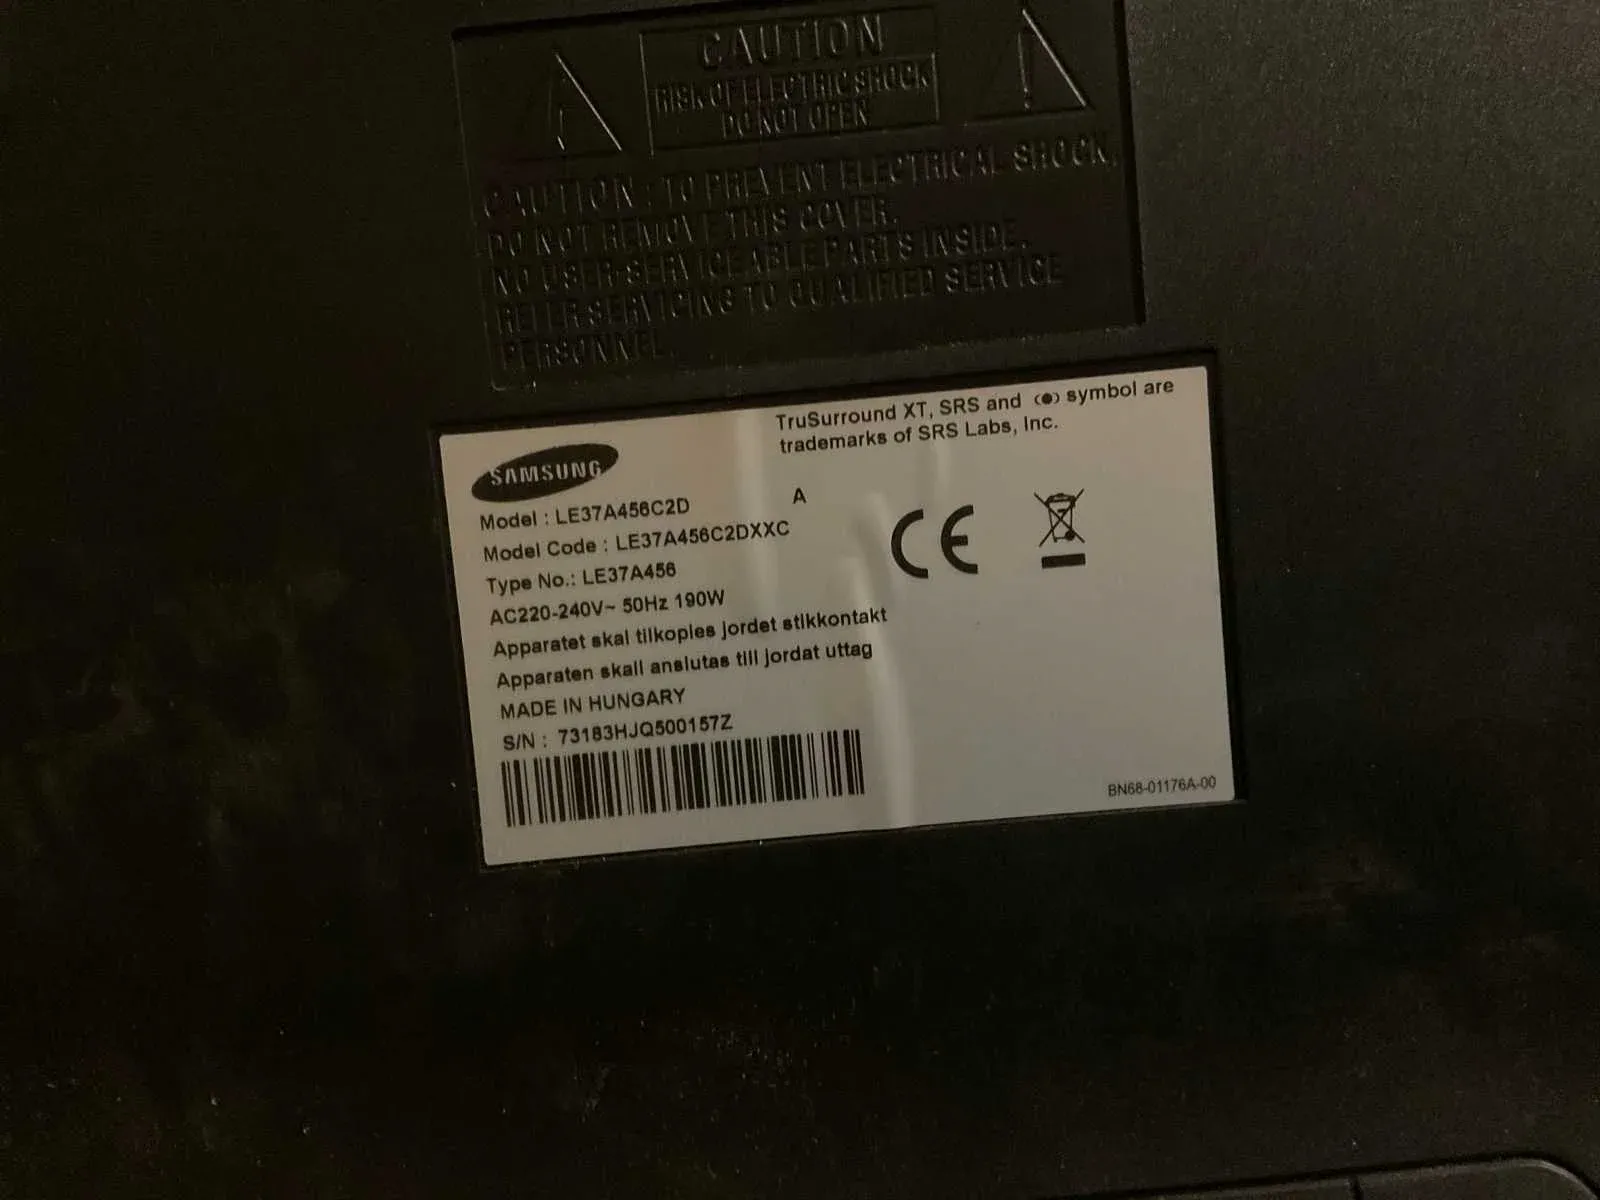 CAUTION
RISK OF ELECTRIC SHOCK
DO NOT OPEN
CAUTION : TO PREVENT ELECTRICAL SHOCK,
DO NOT REMOVE THIS COVER.
NO USER-SERVICEABLE PARTS INSIDE.
REFER SERVICING TO QUALIFIED SERVICE
PERSONNEL.
TruSurround XT, SRS and (●) symbol are
trademarks of SRS Labs, Inc.
SAMSUNG
A
Model : LE37A456C2D
Model Code : LE37A456C2DXXC
Type No.: LE37A456
AC220-240V~ 50Hz 190W
Apparatet skal tilkoples jordet stikkontakt
Apparaten skall anslutas till jordat uttag
MADE IN HUNGARY
S/N : 73183HJQ500157Z
CE
BN68-01176A-00